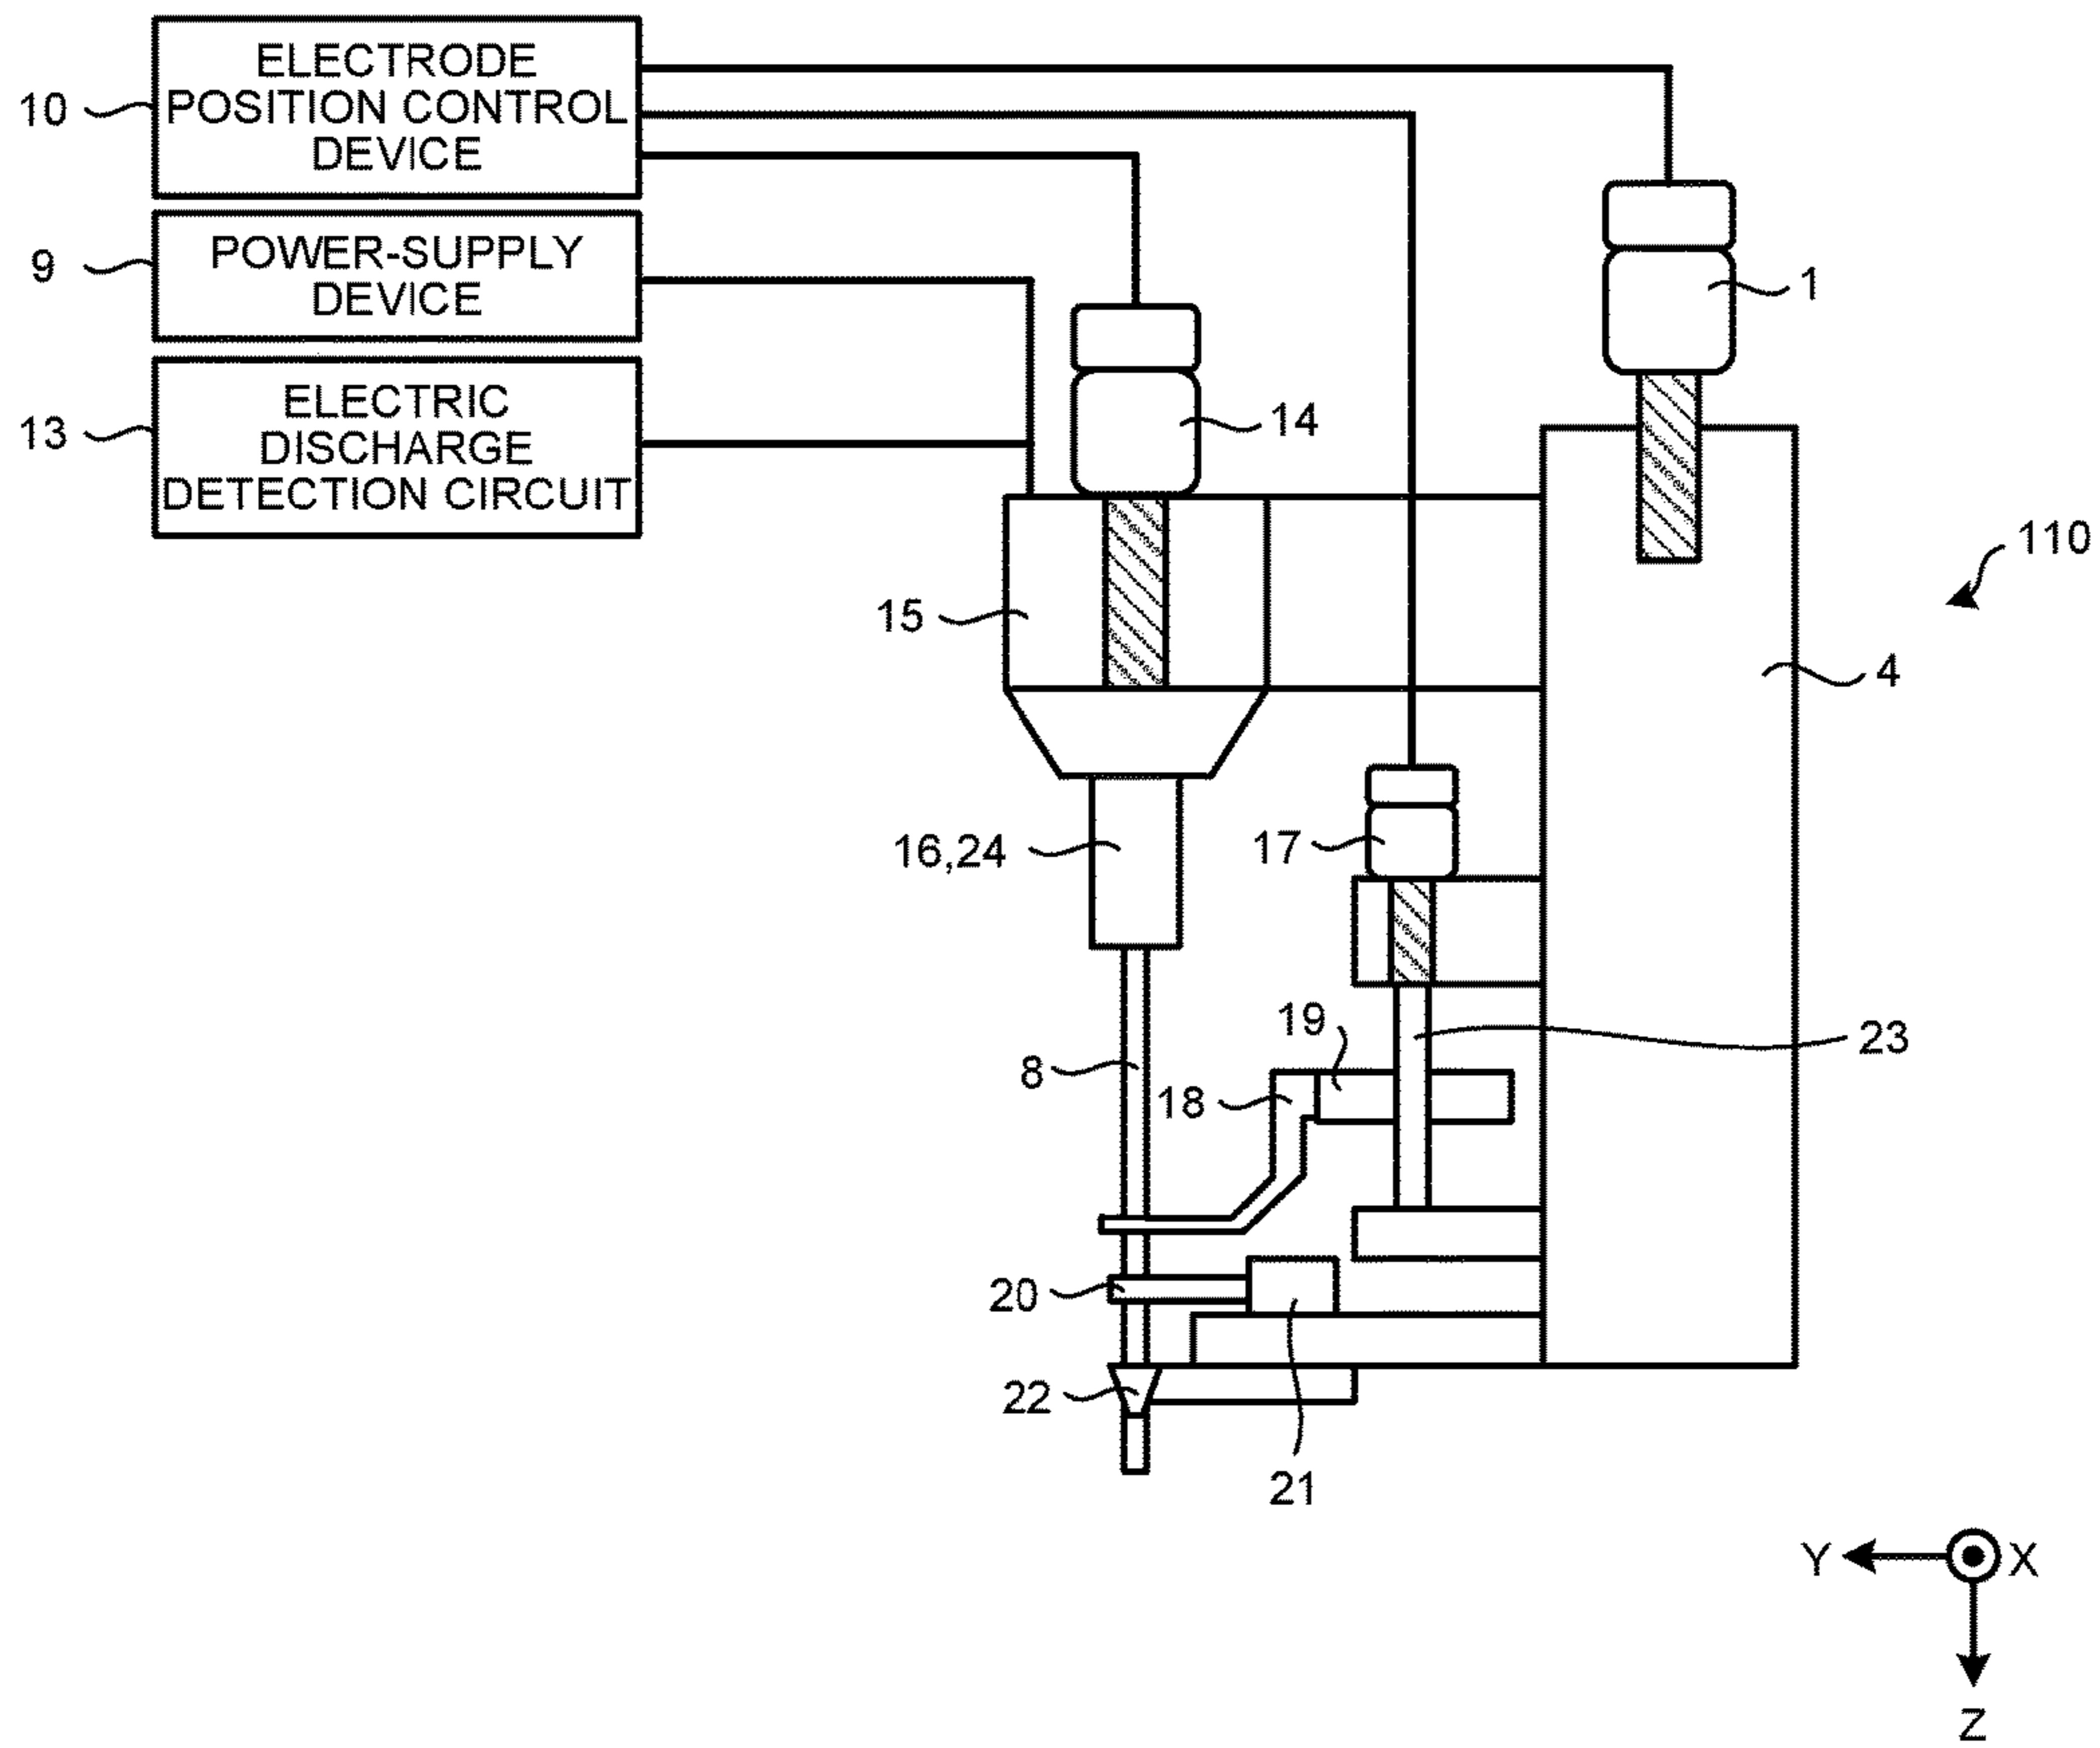 ELECTRODE
10 POSITION CONTROL
DEVICE
9 POWER-SUPPLY
DEVICE
1
ELECTRIC
13 DISCHARGE
DETECTION CIRCUIT
14
110
15
4
16,24
17
19
23
8
18
20
22
21
Y X
Z